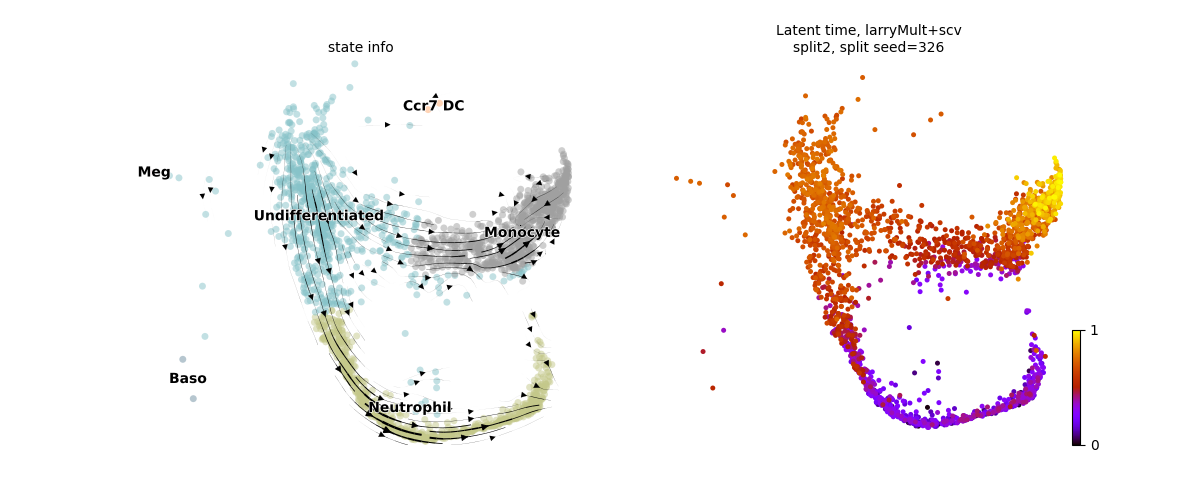 state info
Latent time, larryMult+scv
split2, split seed=326
Ccr7 DC
Meg
Undifferentiated
Monocyte
Baso
Neutrophil
1
0